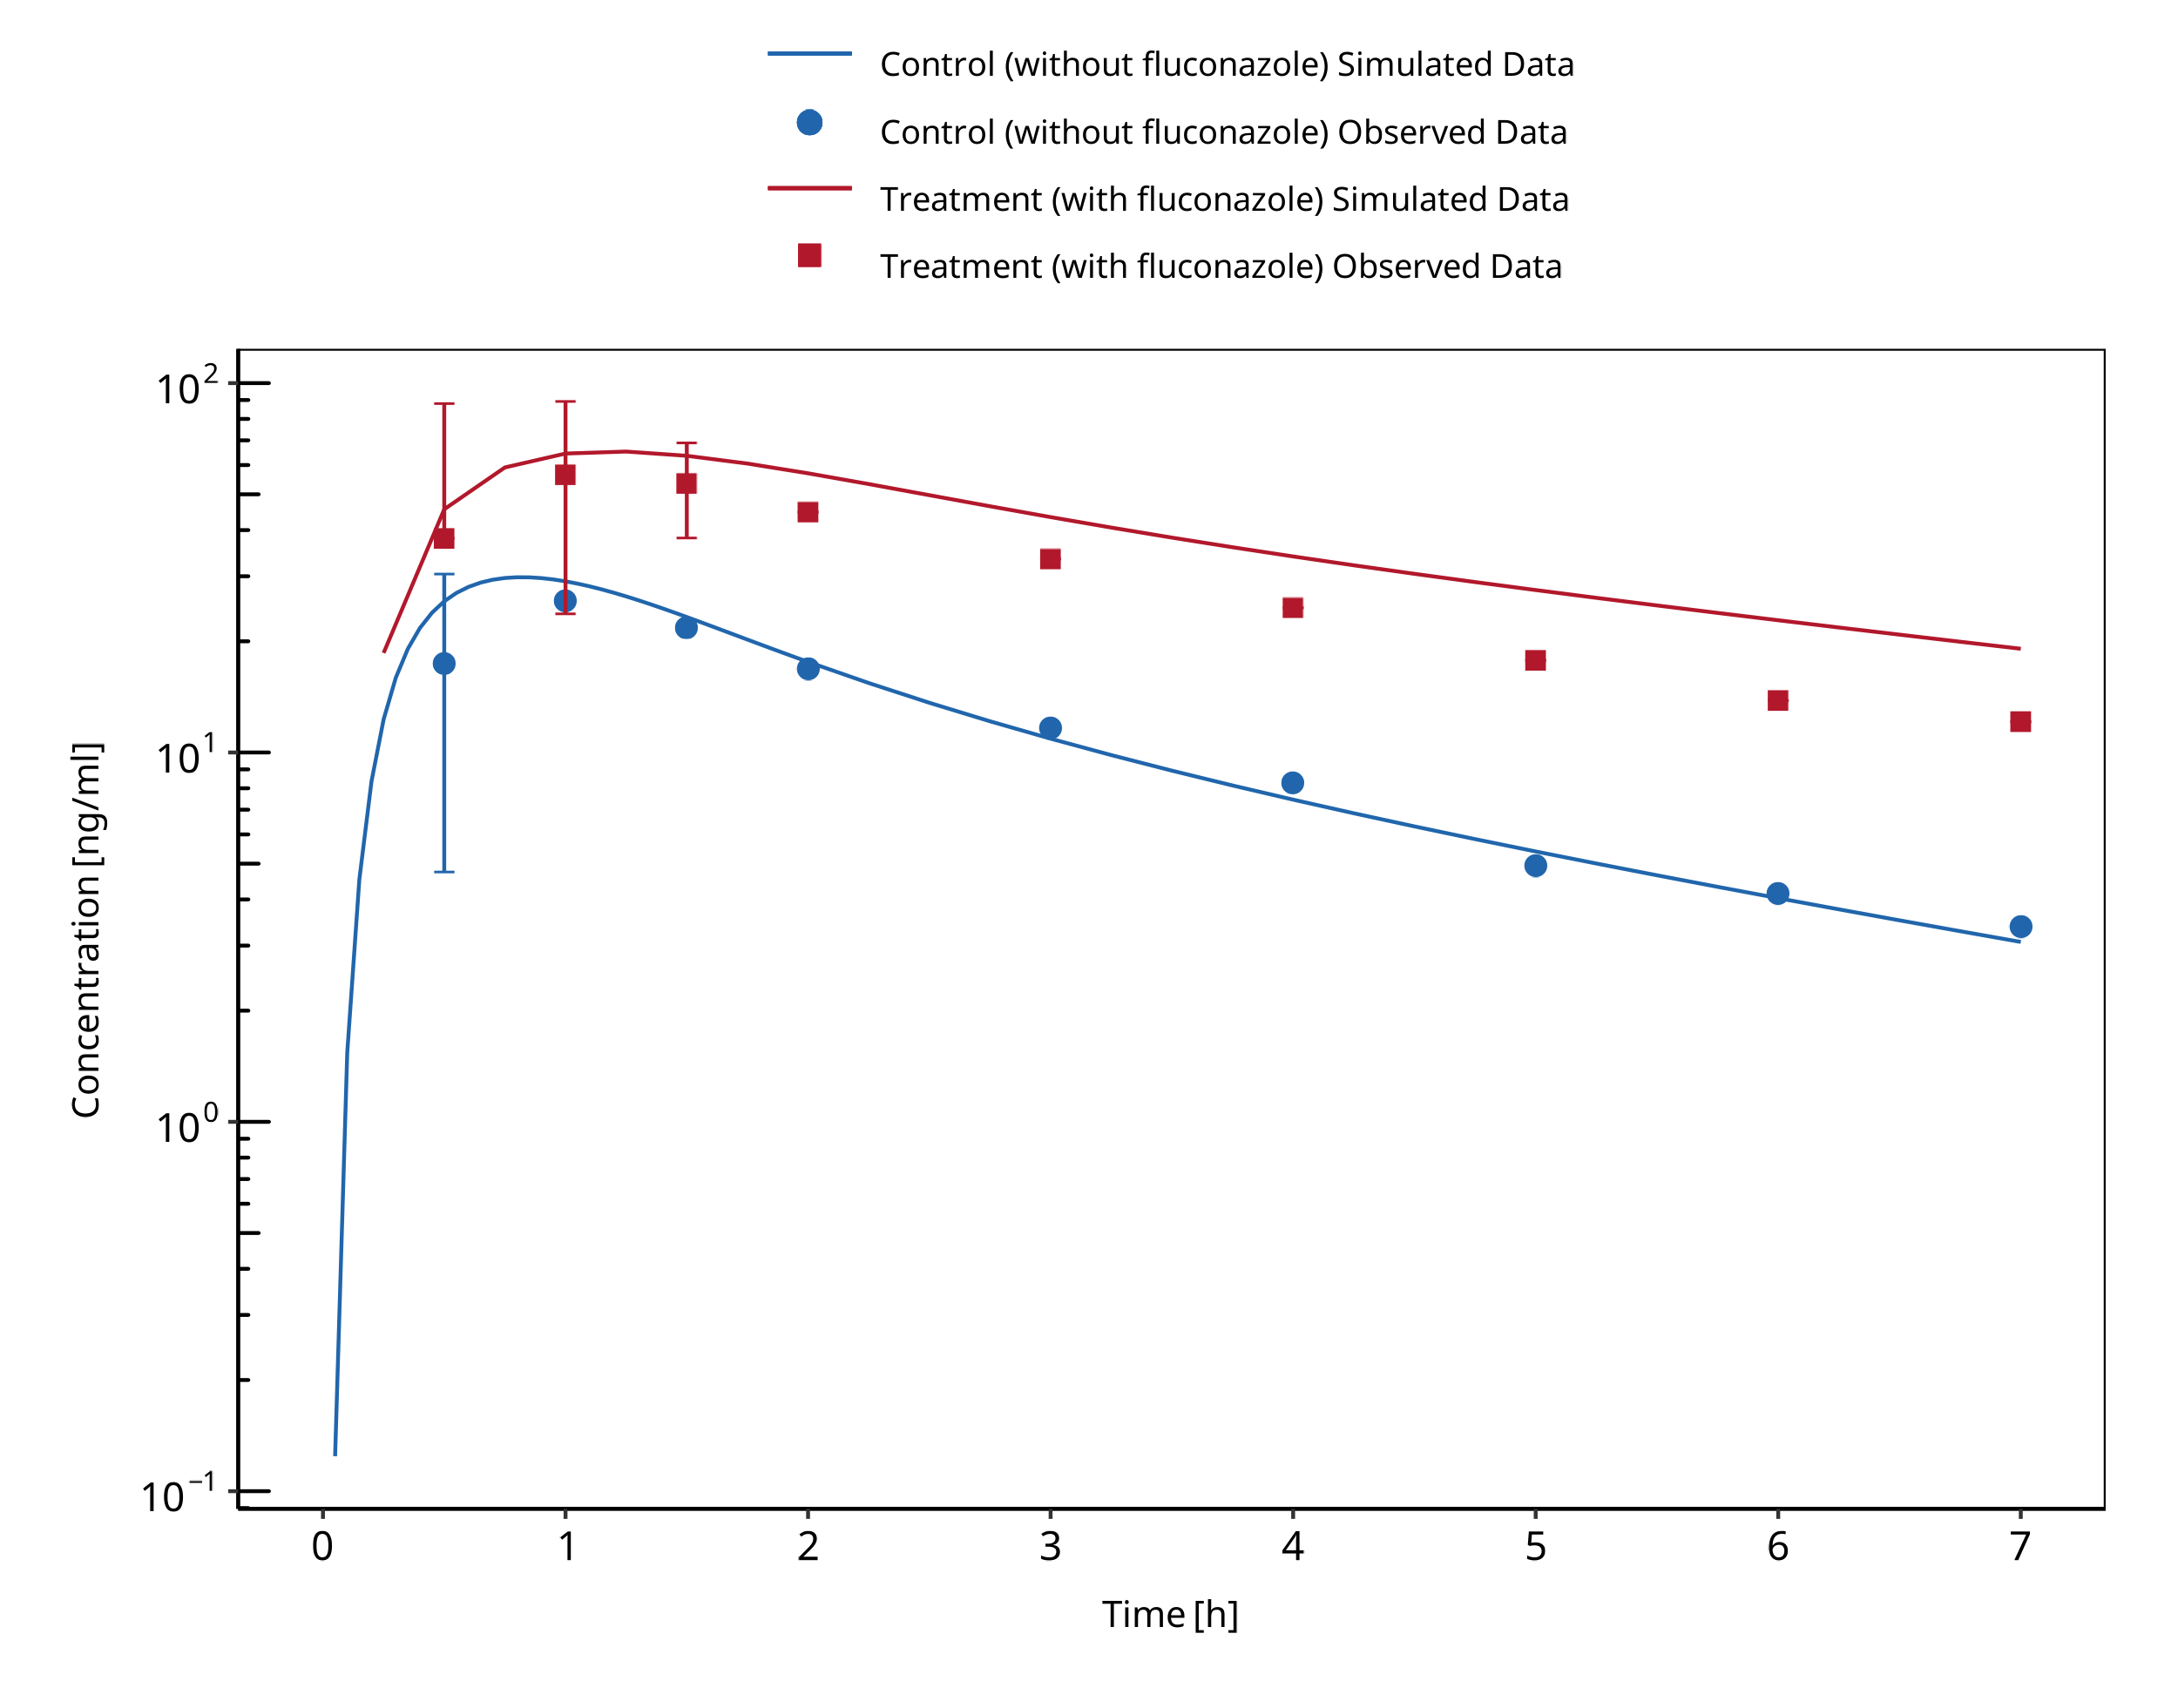 Control (without fluconazole) Simulated Data
Control (without fluconazole) Observed Data
Treatment (with fluconazole) Simulated Data
Treatment (with fluconazole) Observed Data
10²
10¹
10⁰
10⁻¹
Concentration [ng/ml]
0 1 2 3 4 5 6 7
Time [h]